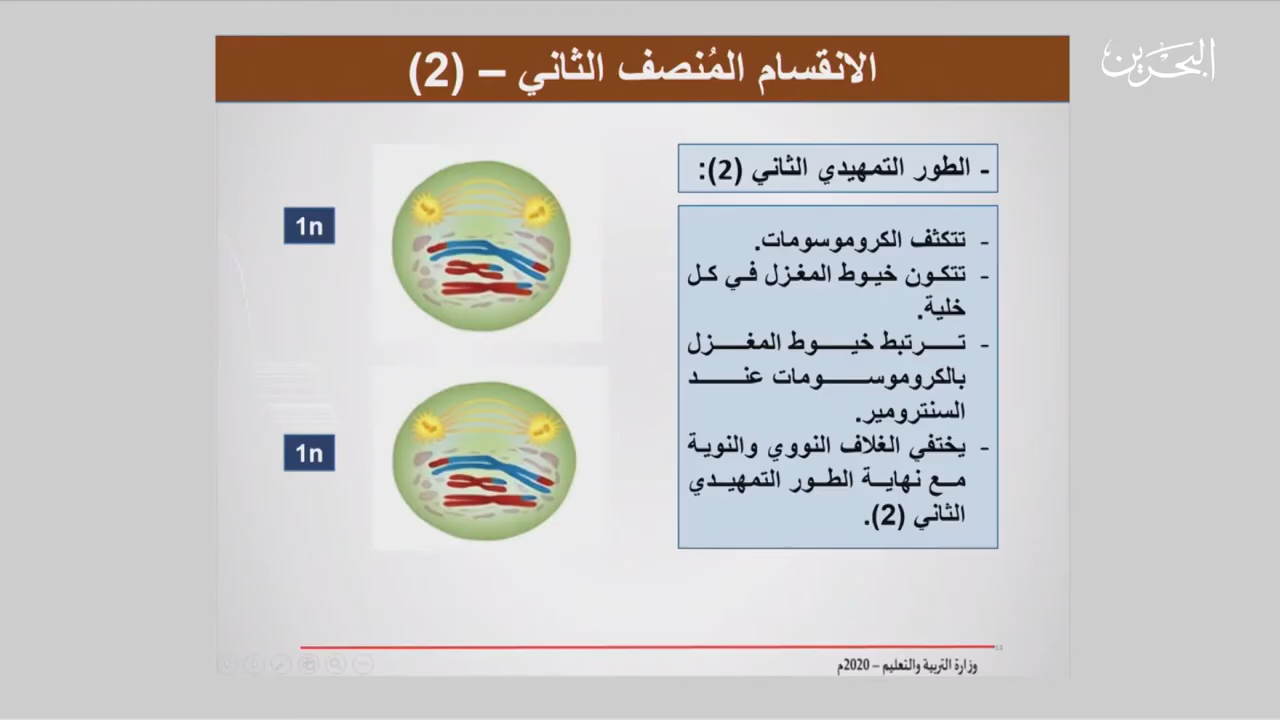 الانقسام المُنصف الثاني – (2)
البحرين
- الطور التمهيدي الثاني (2):
- تتكثف الكروموسومات.
- تتكون خيوط المغزل في كل
خلية.
- ترتبط خيوط المغزل
بالكروموسومات عند
السنترومير.
- يختفي الغلاف النووي والنوية
مع نهاية الطور التمهيدي
الثاني (2).
1n
1n
وزارة التربية والتعليم – 2020م